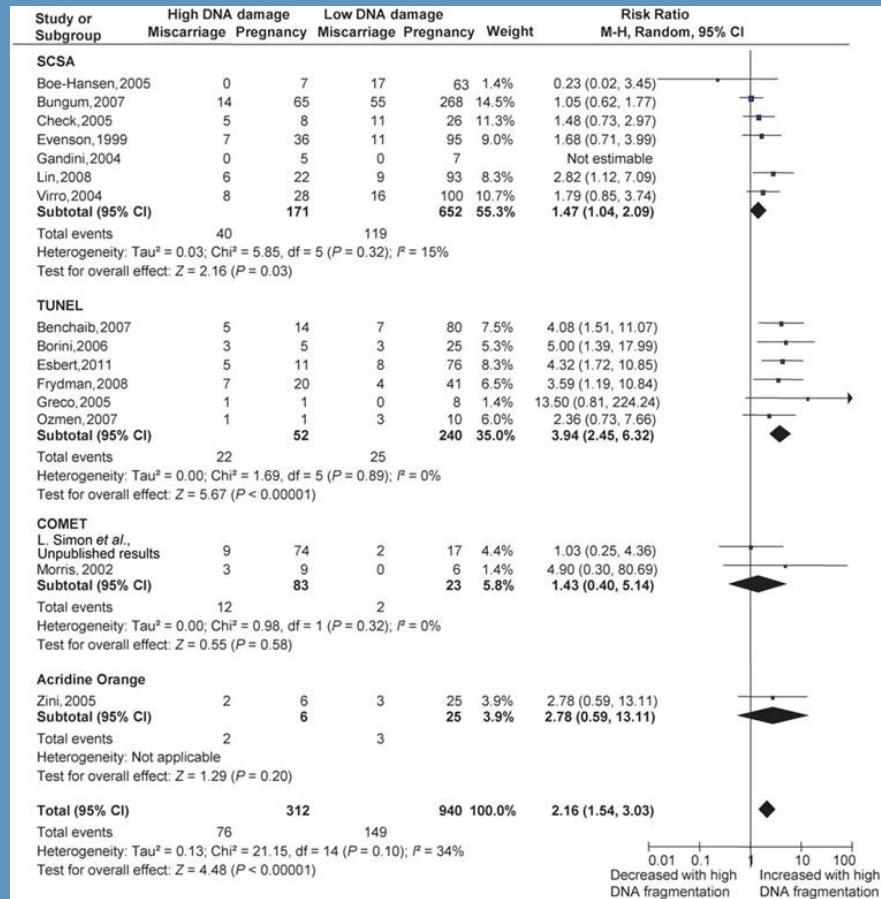 Study or Subgroup High DNA damage Low DNA damage Risk Ratio
Miscarriage Pregnancy Miscarriage Pregnancy Weight M-H, Random, 95% CI
SCSA
Boe-Hansen,2005 0 7 17 63 1.4% 0.23 (0.02, 3.45)
Bungum,2007 14 65 55 268 14.5% 1.05 (0.62, 1.77)
Check,2005 5 8 11 26 11.3% 1.48 (0.73, 2.97)
Evenson,1999 7 36 11 95 9.0% 1.68 (0.71, 3.99)
Gandini,2004 0 5 0 7 Not estimable
Lin,2008 6 22 9 93 8.3% 2.82 (1.12, 7.09)
Virro,2004 8 28 16 100 10.7% 1.79 (0.85, 3.74)
Subtotal (95% CI) 171 652 55.3% 1.47 (1.04, 2.09)
Total events 40 119
Heterogeneity: Tau² = 0.03; Chi² = 5.85, df = 5 (P = 0.32); I² = 15%
Test for overall effect: Z = 2.16 (P = 0.03)
TUNEL
Benchaib,2007 5 14 7 80 7.5% 4.08 (1.51, 11.07)
Borini,2006 3 5 3 25 5.3% 5.00 (1.39, 17.99)
Esbert,2011 5 11 8 76 8.3% 4.32 (1.72, 10.85)
Frydman,2008 7 20 4 41 6.5% 3.59 (1.19, 10.84)
Greco,2005 1 1 0 8 1.4% 13.50 (0.81, 224.24)
Ozmen,2007 1 1 3 10 6.0% 2.36 (0.73, 7.66)
Subtotal (95% CI) 52 240 35.0% 3.94 (2.45, 6.32)
Total events 22 25
Heterogeneity: Tau² = 0.00; Chi² = 1.69, df = 5 (P = 0.89); I² = 0%
Test for overall effect: Z = 5.67 (P < 0.00001)
COMET
L. Simon et al.,
Unpublished results 9 74 2 17 4.4% 1.03 (0.25, 4.36)
Morris,2002 3 9 0 6 1.4% 4.90 (0.30, 80.69)
Subtotal (95% CI) 83 23 5.8% 1.43 (0.40, 5.14)
Total events 12 2
Heterogeneity: Tau² = 0.00; Chi² = 0.98, df = 1 (P = 0.32); I² = 0%
Test for overall effect: Z = 0.55 (P = 0.58)
Acridine Orange
Zini,2005 2 6 3 25 3.9% 2.78 (0.59, 13.11)
Subtotal (95% CI) 6 25 3.9% 2.78 (0.59, 13.11)
Total events 2 3
Heterogeneity: Not applicable
Test for overall effect: Z = 1.29 (P = 0.20)
Total (95% CI) 312 940 100.0% 2.16 (1.54, 3.03)
Total events 76 149
Heterogeneity: Tau² = 0.13; Chi² = 21.15, df = 14 (P = 0.10); I² = 34%
Test for overall effect: Z = 4.48 (P < 0.00001)
0.01 0.1 1 10 100
Decreased with high Increased with high
DNA fragmentation DNA fragmentation